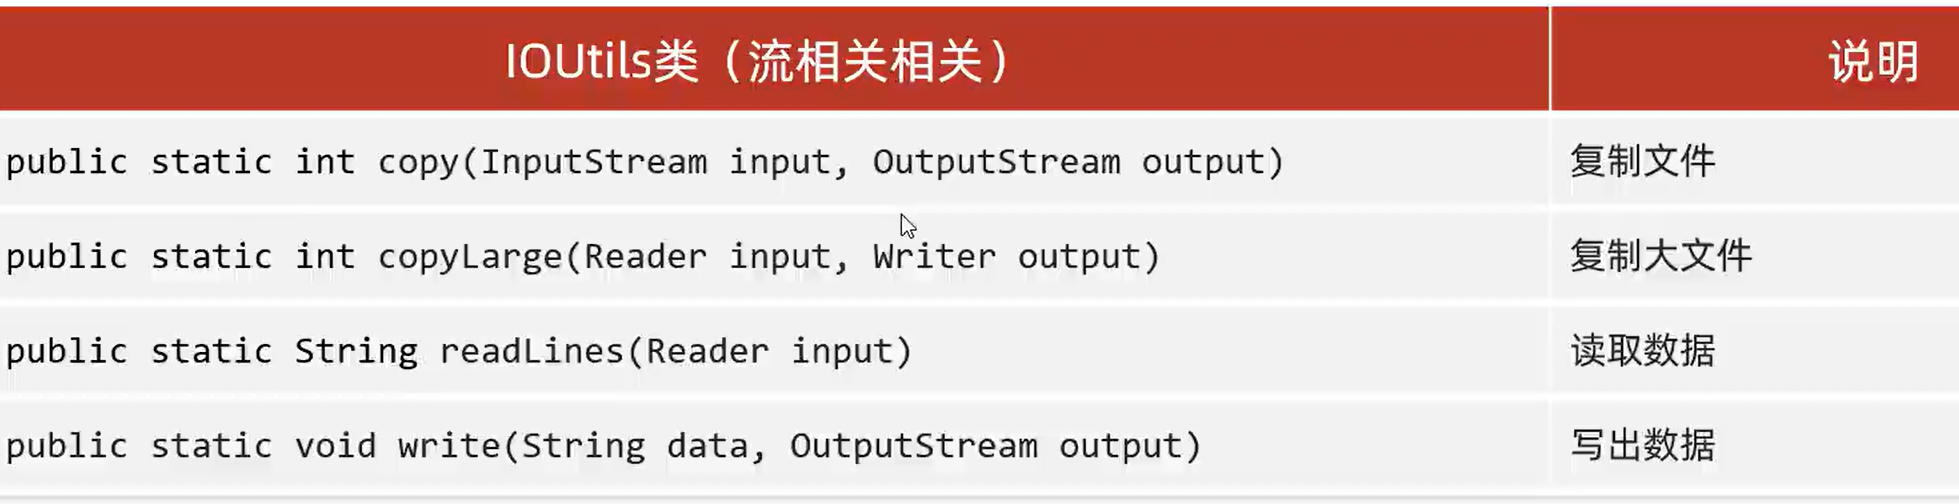 IOUtils类（流相关相关） 说明
public static int copy(InputStream input, OutputStream output) 复制文件
public static int copyLarge(Reader input, Writer output) 复制大文件
public static String readLines(Reader input) 读取数据
public static void write(String data, OutputStream output) 写出数据